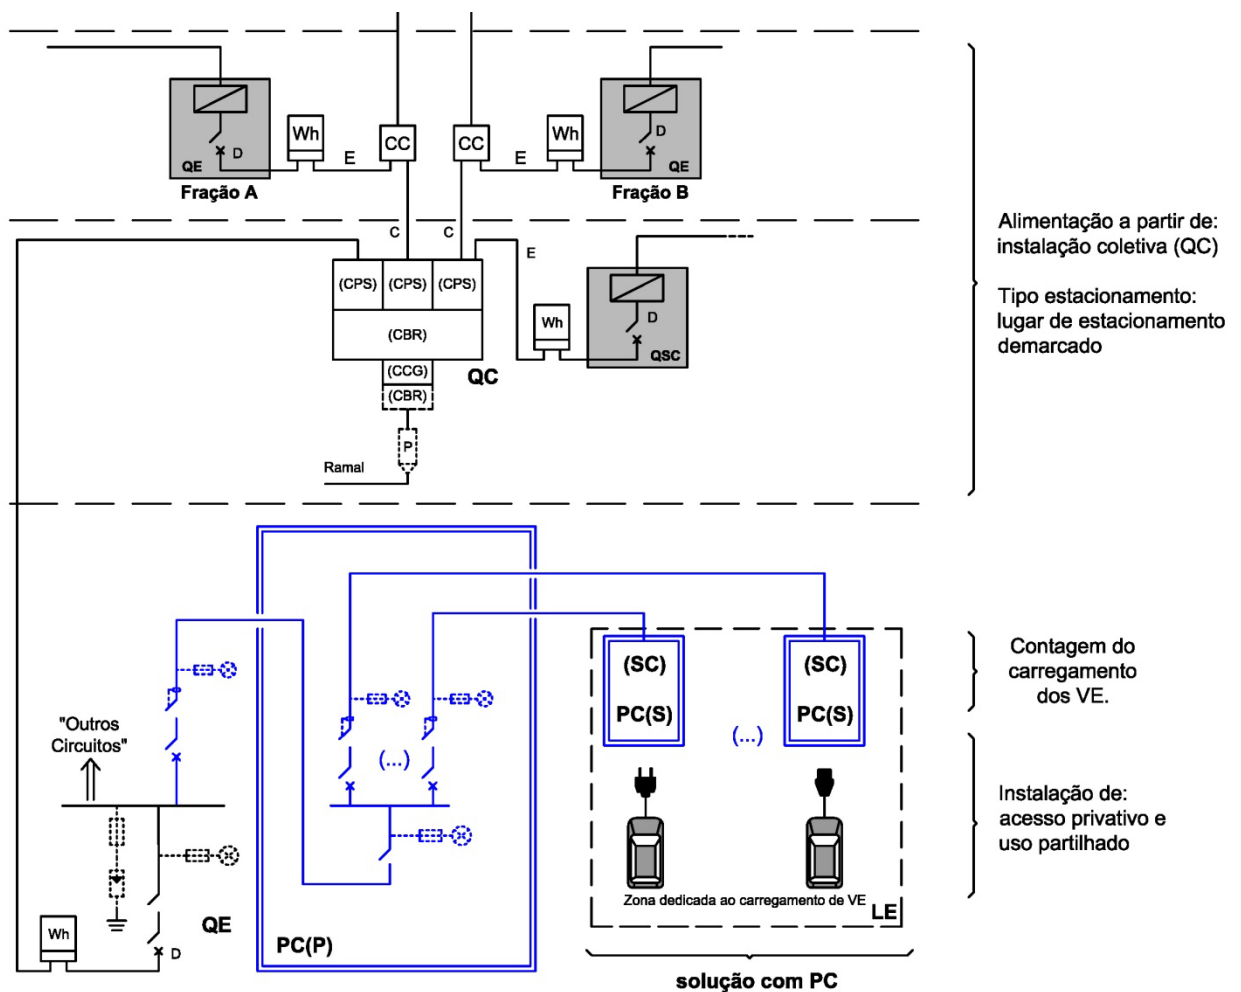 Wh
CC
CC
Wh
D
QE
E
E
D
QE
Fração A
Fração B
C
C
E
(CPS)
(CPS)
(CPS)
(CBR)
(CCG)
(CBR)
QC
Wh
D
QSC
P
Ramal
Alimentação a partir de:
instalação coletiva (QC)
Tipo estacionamento:
lugar de estacionamento
demarcado
(SC)
PC(S)
(...)
(SC)
PC(S)
Contagem do
carregamento
dos VE.
"Outros
Circuitos"
(...)
Instalação de:
acesso privativo e
uso partilhado
Zona dedicada ao carregamento de VE
LE
Wh
D
QE
PC(P)
solução com PC